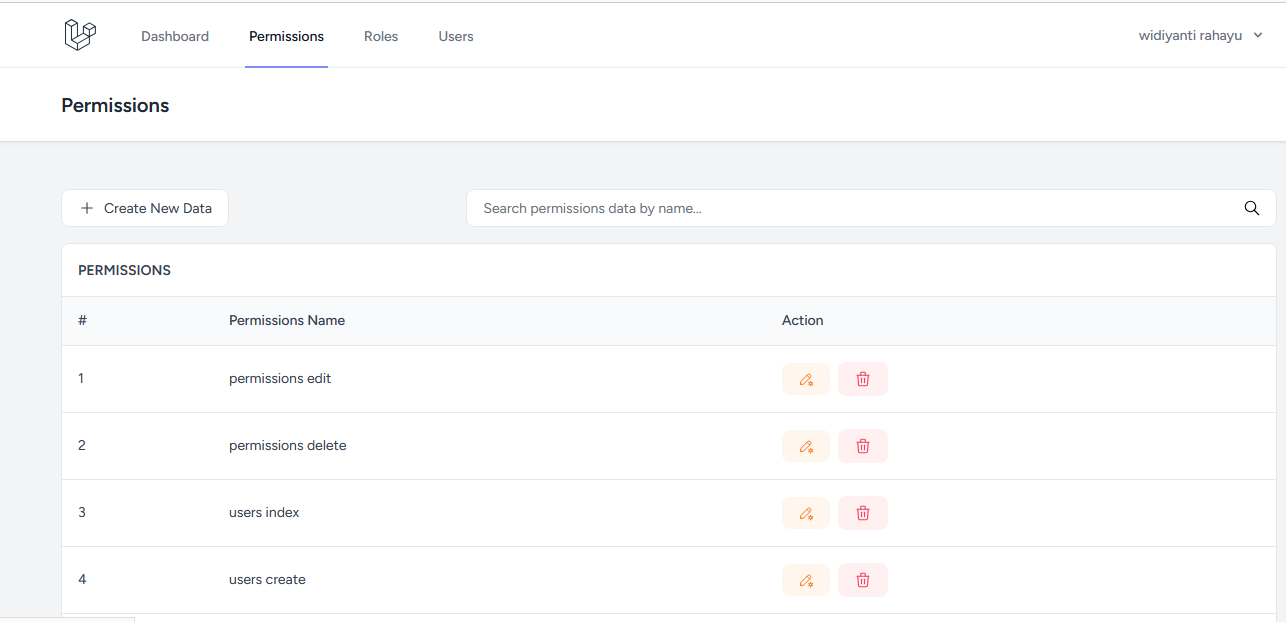 Dashboard Permissions Roles Users widiyanti rahayu
Permissions
Create New Data Search permissions data by name...
PERMISSIONS
# Permissions Name Action
1 permissions edit
2 permissions delete
3 users index
4 users create